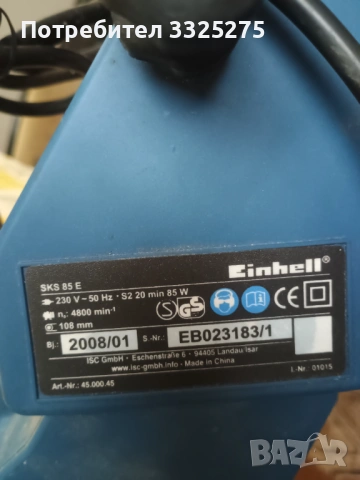 Потребител 3325275
Einhell®
SKS 85 E
230 V ~ 50 Hz · S2 20 min 85 W
n₀: 4800 min⁻¹
108 mm
Bj.: 2008/01 S.-Nr.: EB023183/1
ISC GmbH · Eschenstraße 6 · 94405 Landau/Isar
www.isc-gmbh.info · Made in China
Art.-Nr.: 45.000.45 I.-Nr.: 01015
BAZAR